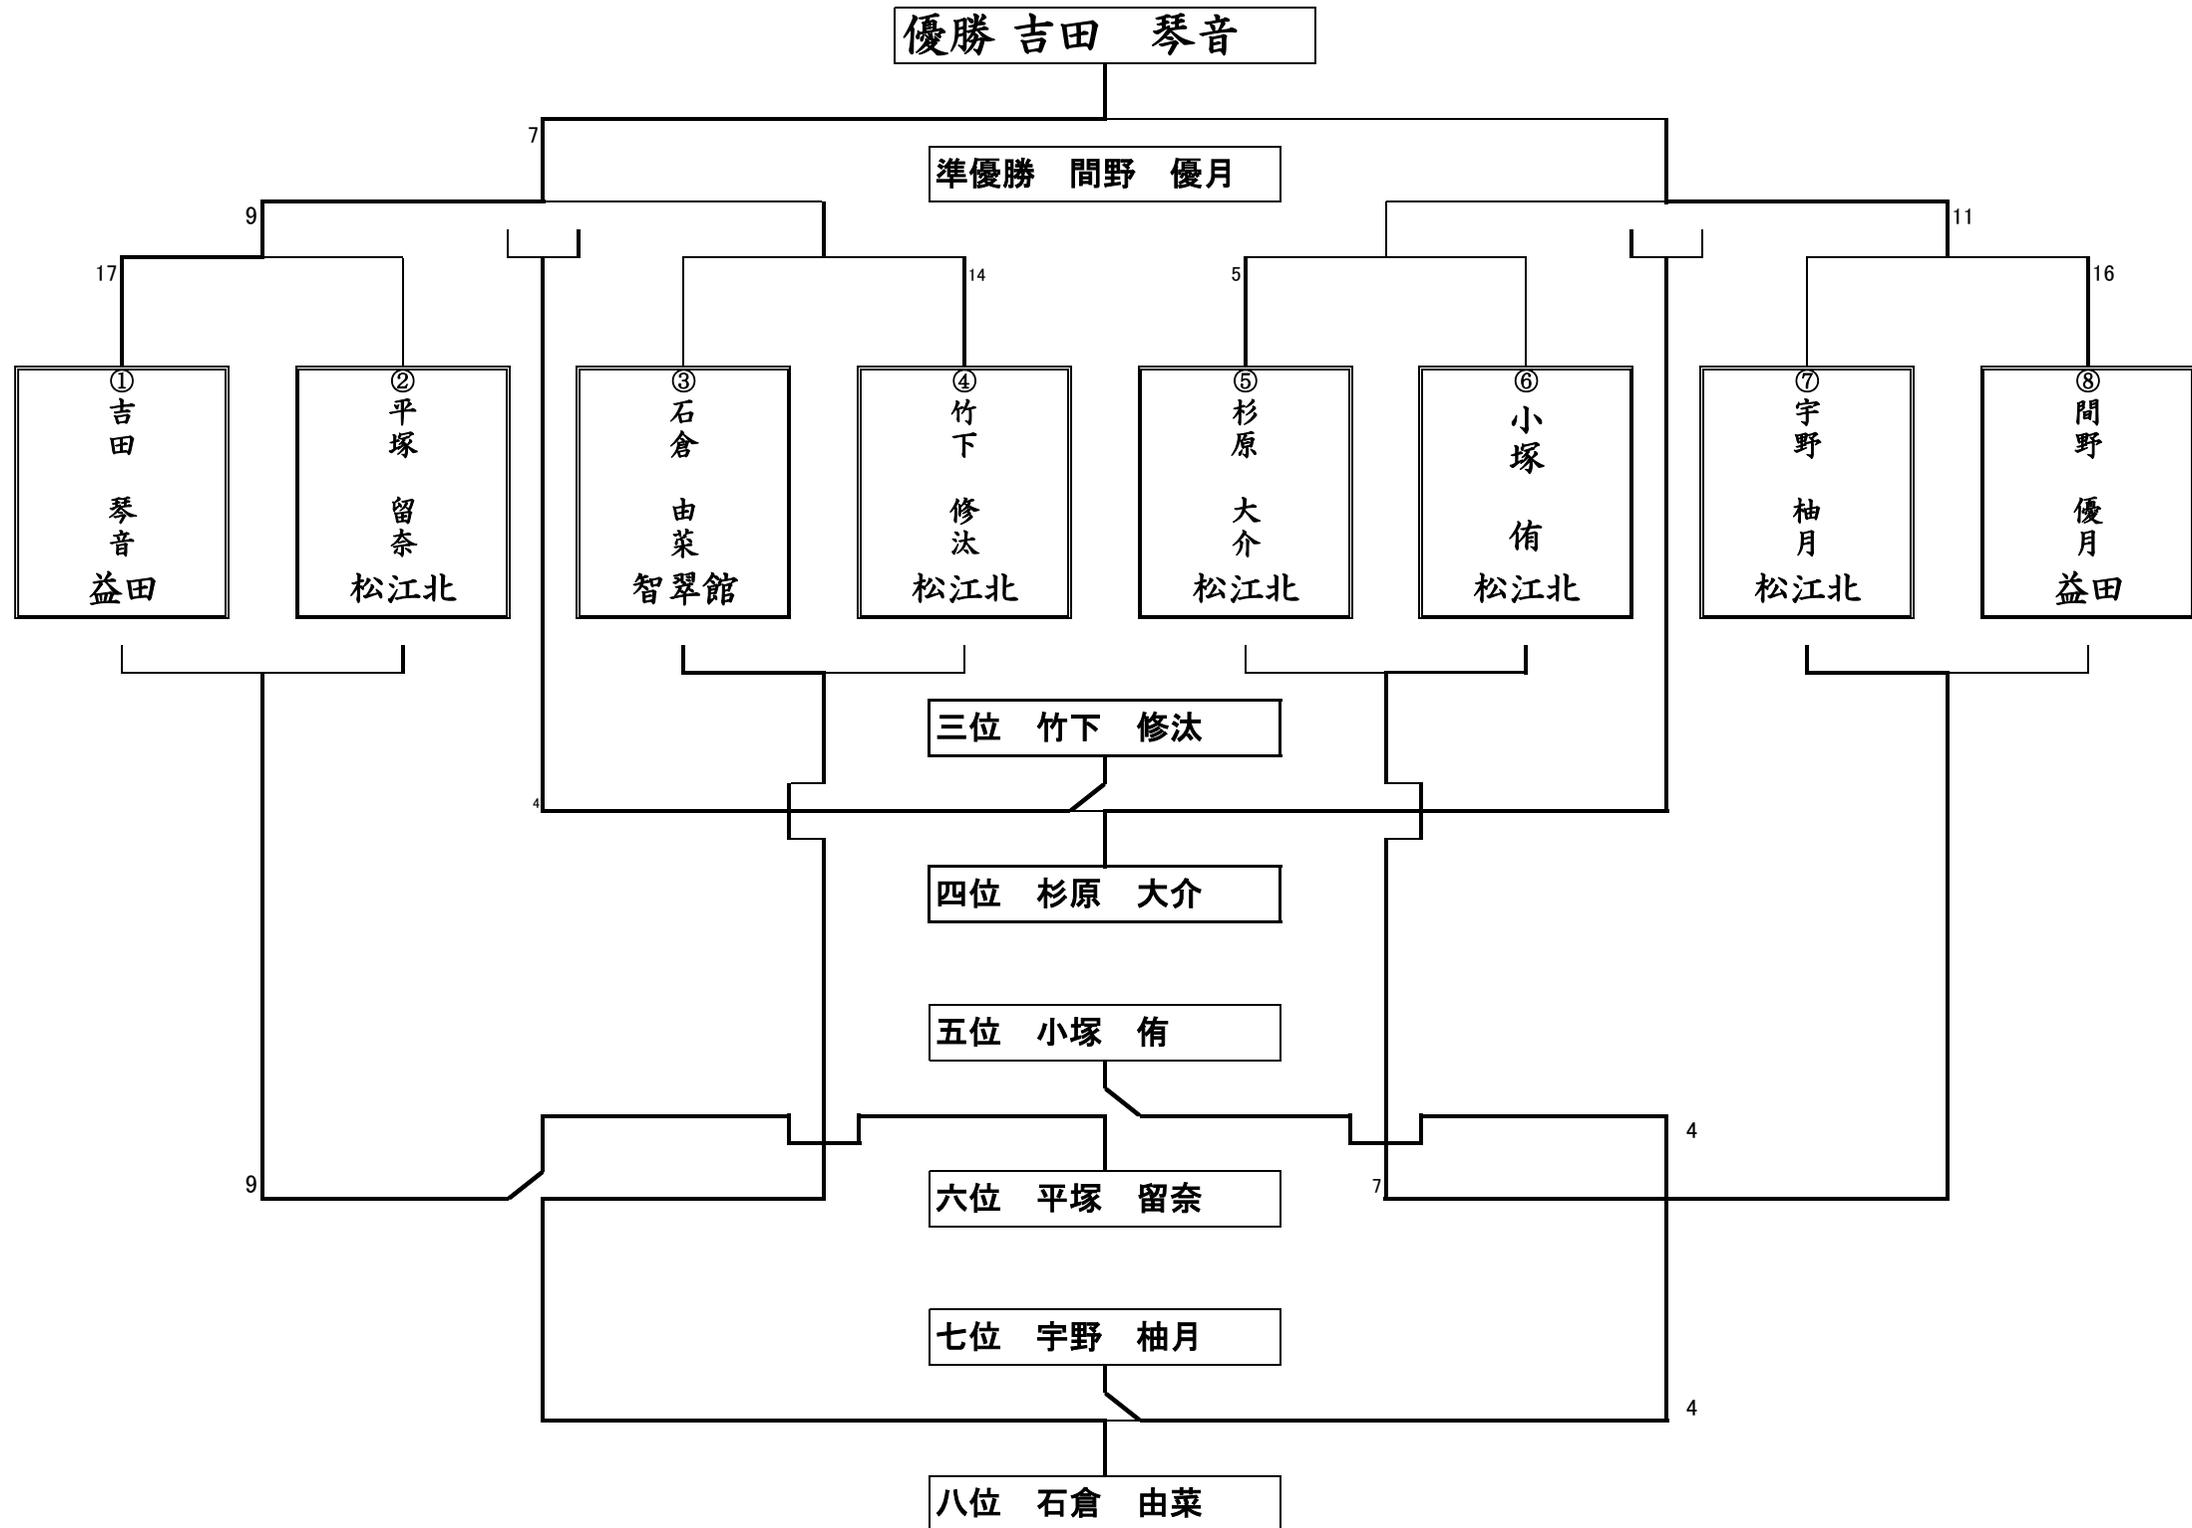 優勝 吉田　琴音
7
準優勝　間野　優月
9
11
17
14
5
16
①
吉田　琴音
益田
②
平塚　留奈
松江北
③
石倉　由菜
智翠館
④
竹下　修汰
松江北
⑤
杉原　大介
松江北
⑥
小塚　侑
松江北
⑦
宇野　柚月
松江北
⑧
間野　優月
益田
三位　竹下　修汰
4
四位　杉原　大介
五位　小塚　侑
4
9
六位　平塚　留奈
7
七位　宇野　柚月
4
八位　石倉　由菜